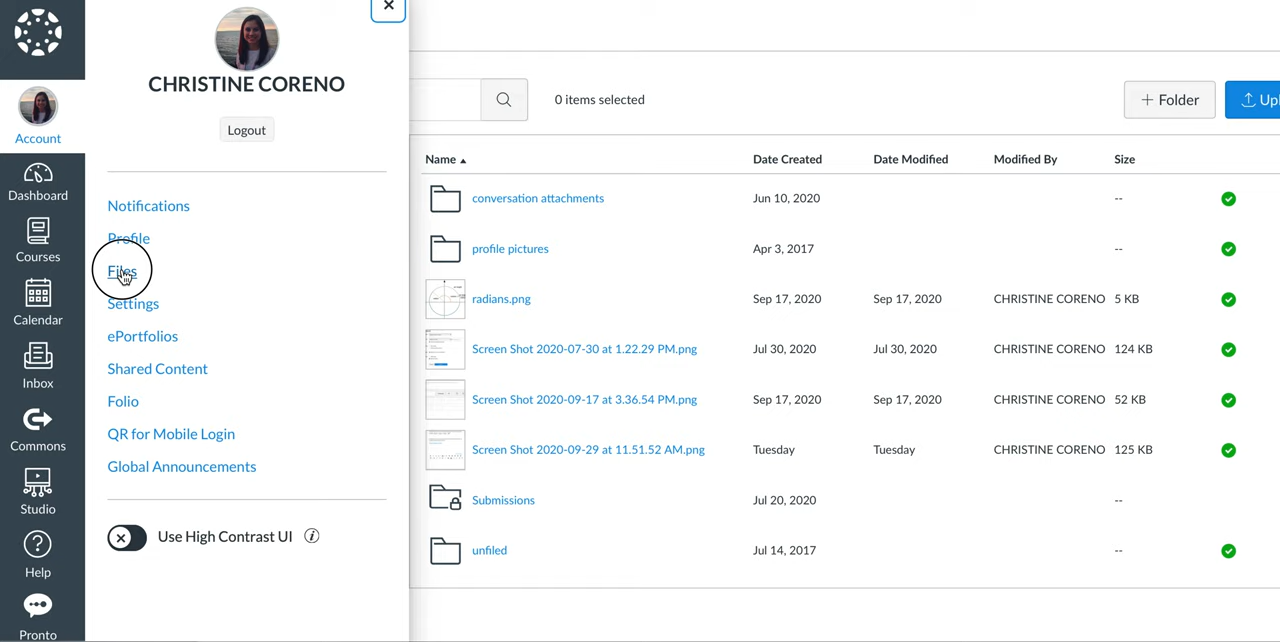 CHRISTINE CORENO
Logout
Account
Dashboard
Courses
Calendar
Inbox
Commons
Studio
Help
Pronto
Notifications
Profile
Files
Settings
ePortfolios
Shared Content
Folio
QR for Mobile Login
Global Announcements
Use High Contrast UI
0 items selected
+ Folder
Upl
Name Date Created Date Modified Modified By Size
conversation attachments Jun 10, 2020 --
profile pictures Apr 3, 2017 --
radians.png Sep 17, 2020 Sep 17, 2020 CHRISTINE CORENO 5 KB
Screen Shot 2020-07-30 at 1.22.29 PM.png Jul 30, 2020 Jul 30, 2020 CHRISTINE CORENO 124 KB
Screen Shot 2020-09-17 at 3.36.54 PM.png Sep 17, 2020 Sep 17, 2020 CHRISTINE CORENO 52 KB
Screen Shot 2020-09-29 at 11.51.52 AM.png Tuesday Tuesday CHRISTINE CORENO 125 KB
Submissions Jul 20, 2020 --
unfiled Jul 14, 2017 --